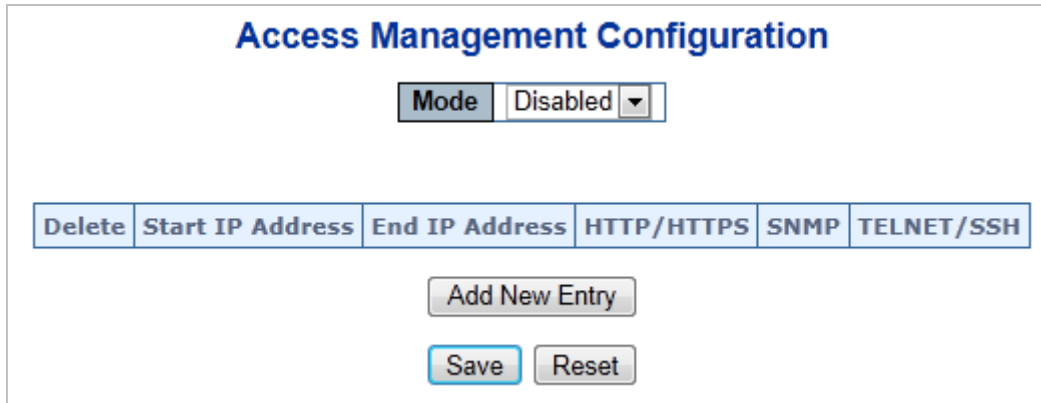 Access Management Configuration
Mode Disabled
Delete Start IP Address End IP Address HTTP/HTTPS SNMP TELNET/SSH
Add New Entry
Save Reset